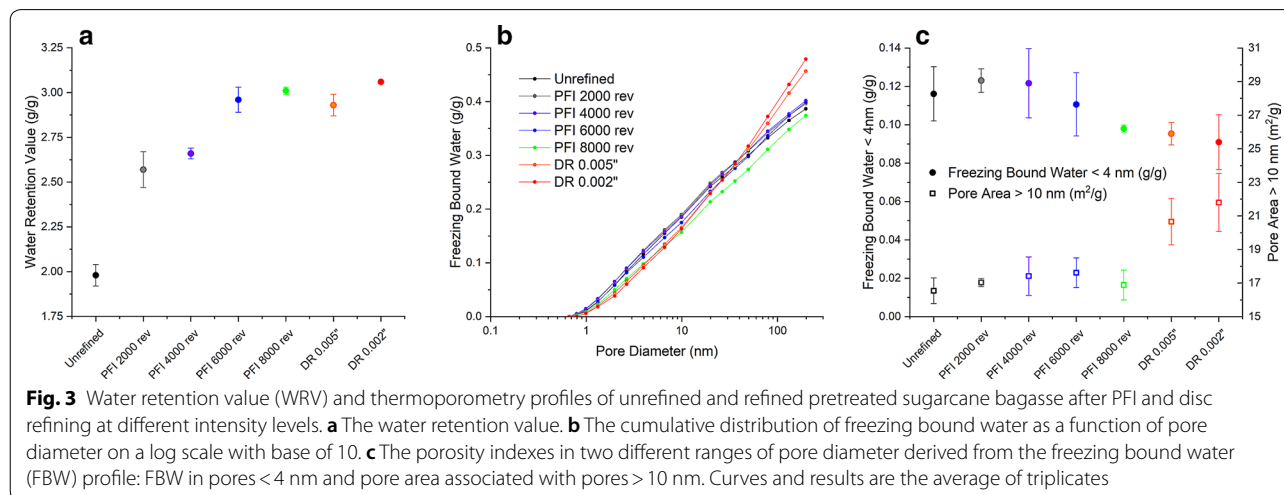 a
Water Retention Value (g/g)
3.25
3.00
2.75
2.50
2.25
2.00
1.75
Unrefined
PFI 2000 rev
PFI 4000 rev
PFI 6000 rev
PFI 8000 rev
DR 0.005"
DR 0.002"
b
Freezing Bound Water (g/g)
0.5
0.4
0.3
0.2
0.1
0.0
Unrefined
PFI 2000 rev
PFI 4000 rev
PFI 6000 rev
PFI 8000 rev
DR 0.005"
DR 0.002"
0.1
1
10
100
Pore Diameter (nm)
c
Freezing Bound Water < 4nm (g/g)
0.14
0.12
0.10
0.08
0.06
0.04
0.02
0.00
Freezing Bound Water < 4 nm (g/g)
Pore Area > 10 nm (m²/g)
31
29
27
25
23
21
19
17
15
Pore Area > 10 nm (m²/g)
Unrefined
PFI 2000 rev
PFI 4000 rev
PFI 6000 rev
PFI 8000 rev
DR 0.005"
DR 0.002"
Fig. 3 Water retention value (WRV) and thermoporometry profiles of unrefined and refined pretreated sugarcane bagasse after PFI and disc
refining at different intensity levels. a The water retention value. b The cumulative distribution of freezing bound water as a function of pore
diameter on a log scale with base of 10. c The porosity indexes in two different ranges of pore diameter derived from the freezing bound water
(FBW) profile: FBW in pores < 4 nm and pore area associated with pores > 10 nm. Curves and results are the average of triplicates